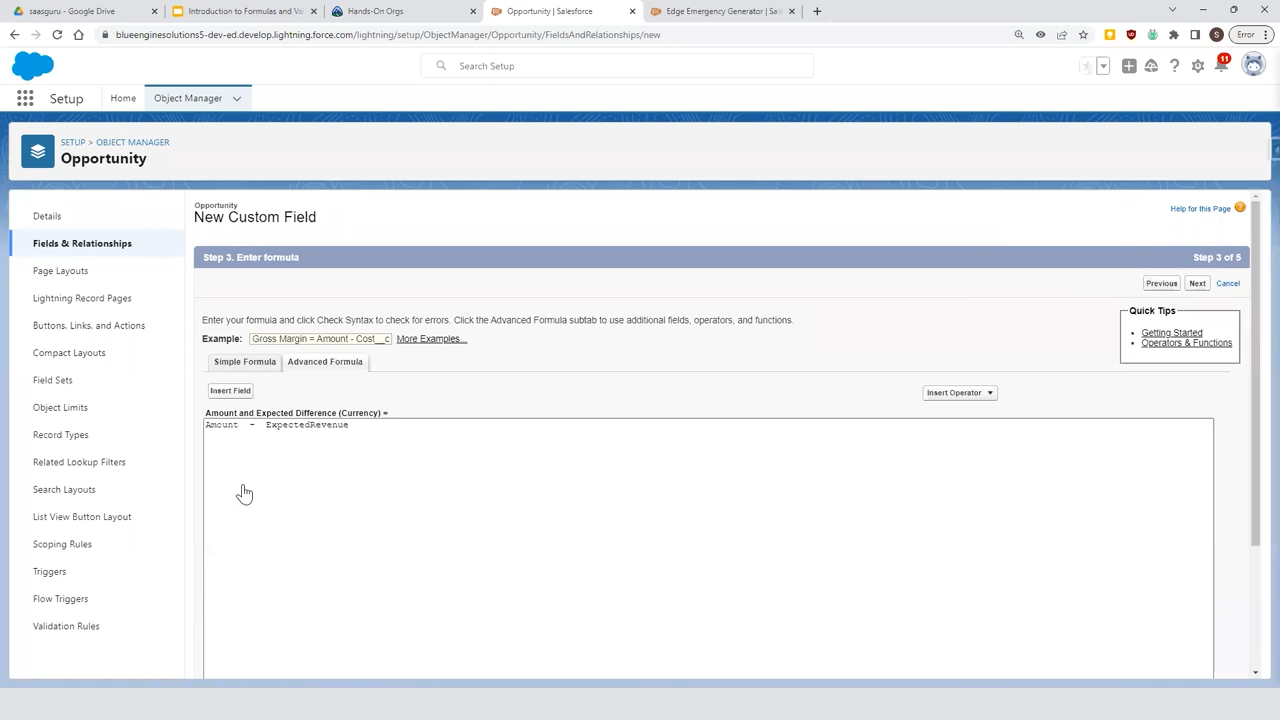 saasguru - Google Drive
Introduction to Formulas and Va
Hands-On Orgs
Opportunity | Salesforce
Edge Emergency Generator | Sal
blueenginesolutions5-dev-ed.develop.lightning.force.com/lightning/setup/ObjectManager/Opportunity/FieldsAndRelationships/new
S
Error
Search Setup
11
Setup
Home
Object Manager
SETUP > OBJECT MANAGER
Opportunity
Details
Fields & Relationships
Page Layouts
Lightning Record Pages
Buttons, Links, and Actions
Compact Layouts
Field Sets
Object Limits
Record Types
Related Lookup Filters
Search Layouts
List View Button Layout
Scoping Rules
Triggers
Flow Triggers
Validation Rules
Opportunity
New Custom Field
Help for this Page
Step 3. Enter formula
Step 3 of 5
Previous
Next
Cancel
Enter your formula and click Check Syntax to check for errors. Click the Advanced Formula subtab to use additional fields, operators, and functions.
Example: Gross Margin = Amount - Cost__c More Examples...
Quick Tips
• Getting Started
• Operators & Functions
Simple Formula
Advanced Formula
Insert Field
Insert Operator
Amount and Expected Difference (Currency) =
Amount - ExpectedRevenue